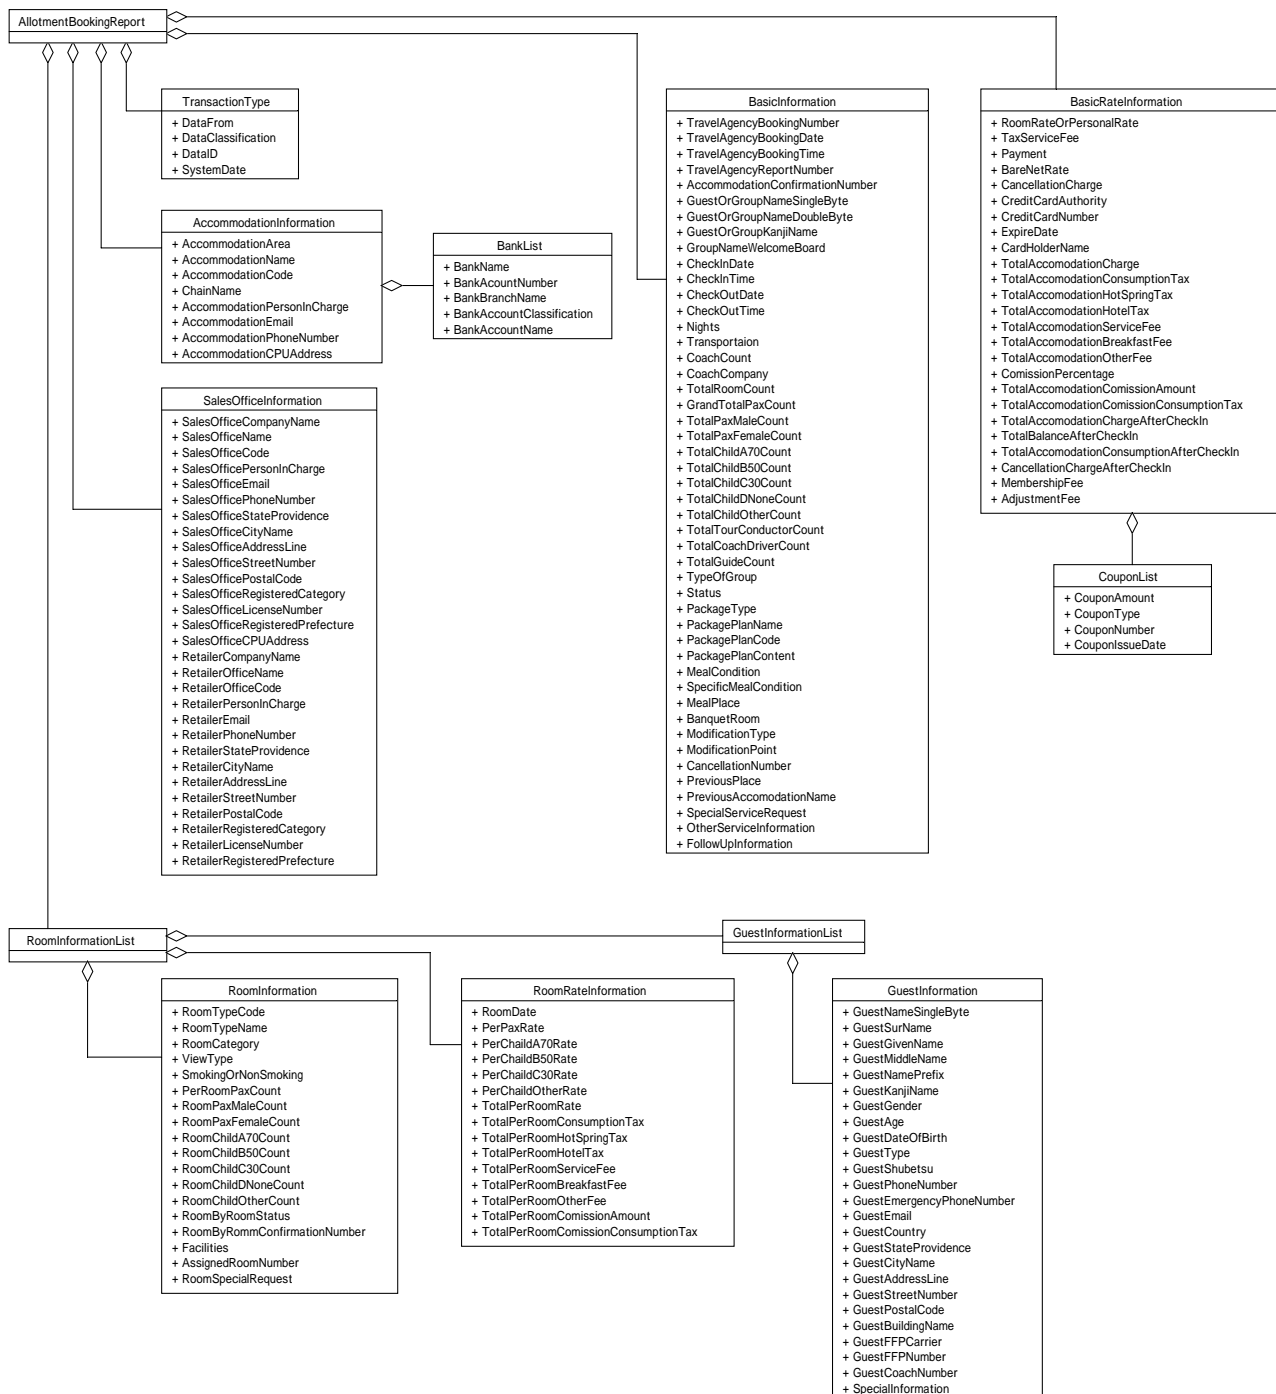 AllotmentBookingReport
TransactionType
+ DataFrom
+ DataClassification
+ DataID
+ SystemDate
AccommodationInformation
+ AccommodationArea
+ AccommodationName
+ AccommodationCode
+ ChainName
+ AccommodationPersonInCharge
+ AccommodationEmail
+ AccommodationPhoneNumber
+ AccommodationCPUAddress
BankList
+ BankName
+ BankAcountNumber
+ BankBranchName
+ BankAccountClassification
+ BankAccountName
SalesOfficeInformation
+ SalesOfficeCompanyName
+ SalesOfficeName
+ SalesOfficeCode
+ SalesOfficePersonInCharge
+ SalesOfficeEmail
+ SalesOfficePhoneNumber
+ SalesOfficeStateProvidence
+ SalesOfficeCityName
+ SalesOfficeAddressLine
+ SalesOfficeStreetNumber
+ SalesOfficePostalCode
+ SalesOfficeRegisteredCategory
+ SalesOfficeLicenseNumber
+ SalesOfficeRegisteredPrefecture
+ SalesOfficeCPUAddress
+ RetailerCompanyName
+ RetailerOfficeName
+ RetailerOfficeCode
+ RetailerPersonInCharge
+ RetailerEmail
+ RetailerPhoneNumber
+ RetailerStateProvidence
+ RetailerCityName
+ RetailerAddressLine
+ RetailerStreetNumber
+ RetailerPostalCode
+ RetailerRegisteredCategory
+ RetailerLicenseNumber
+ RetailerRegisteredPrefecture
BasicInformation
+ TravelAgencyBookingNumber
+ TravelAgencyBookingDate
+ TravelAgencyBookingTime
+ TravelAgencyReportNumber
+ AccommodationConfirmationNumber
+ GuestOrGroupNameSingleByte
+ GuestOrGroupNameDoubleByte
+ GuestOrGroupKanjiName
+ GroupNameWelcomeBoard
+ CheckInDate
+ CheckInTime
+ CheckOutDate
+ CheckOutTime
+ Nights
+ Transportaion
+ CoachCount
+ CoachCompany
+ TotalRoomCount
+ GrandTotalPaxCount
+ TotalPaxMaleCount
+ TotalPaxFemaleCount
+ TotalChildA70Count
+ TotalChildB50Count
+ TotalChildC30Count
+ TotalChildDNoneCount
+ TotalChildOtherCount
+ TotalTourConductorCount
+ TotalCoachDriverCount
+ TotalGuideCount
+ TypeOfGroup
+ Status
+ PackageType
+ PackagePlanName
+ PackagePlanCode
+ PackagePlanContent
+ MealCondition
+ SpecificMealCondition
+ MealPlace
+ BanquetRoom
+ ModificationType
+ ModificationPoint
+ CancellationNumber
+ PreviousPlace
+ PreviousAccomodationName
+ SpecialServiceRequest
+ OtherServiceInformation
+ FollowUpInformation
BasicRateInformation
+ RoomRateOrPersonalRate
+ TaxServiceFee
+ Payment
+ BareNetRate
+ CancellationCharge
+ CreditCardAuthority
+ CreditCardNumber
+ ExpireDate
+ CardHolderName
+ TotalAccomodationCharge
+ TotalAccomodationConsumptionTax
+ TotalAccomodationHotSpringTax
+ TotalAccomodationHotelTax
+ TotalAccomodationServiceFee
+ TotalAccomodationBreakfastFee
+ TotalAccomodationOtherFee
+ ComissionPercentage
+ TotalAccomodationComissionAmount
+ TotalAccomodationComissionConsumptionTax
+ TotalAccomodationChargeAfterCheckIn
+ TotalBalanceAfterCheckIn
+ TotalAccomodationConsumptionAfterCheckIn
+ CancellationChargeAfterCheckIn
+ MembershipFee
+ AdjustmentFee
CouponList
+ CouponAmount
+ CouponType
+ CouponNumber
+ CouponIssueDate
RoomInformationList
GuestInformationList
RoomInformation
+ RoomTypeCode
+ RoomTypeName
+ RoomCategory
+ ViewType
+ SmokingOrNonSmoking
+ PerRoomPaxCount
+ RoomPaxMaleCount
+ RoomPaxFemaleCount
+ RoomChildA70Count
+ RoomChildB50Count
+ RoomChildC30Count
+ RoomChildDNoneCount
+ RoomChildOtherCount
+ RoomByRoomStatus
+ RoomByRommConfirmationNumber
+ Facilities
+ AssignedRoomNumber
+ RoomSpecialRequest
RoomRateInformation
+ RoomDate
+ PerPaxRate
+ PerChaildA70Rate
+ PerChaildB50Rate
+ PerChaildC30Rate
+ PerChaildOtherRate
+ TotalPerRoomRate
+ TotalPerRoomConsumptionTax
+ TotalPerRoomHotSpringTax
+ TotalPerRoomHotelTax
+ TotalPerRoomServiceFee
+ TotalPerRoomBreakfastFee
+ TotalPerRoomOtherFee
+ TotalPerRoomComissionAmount
+ TotalPerRoomComissionConsumptionTax
GuestInformation
+ GuestNameSingleByte
+ GuestSurName
+ GuestGivenName
+ GuestMiddleName
+ GuestNamePrefix
+ GuestKanjiName
+ GuestGender
+ GuestAge
+ GuestDateOfBirth
+ GuestType
+ GuestShubetsu
+ GuestPhoneNumber
+ GuestEmergencyPhoneNumber
+ GuestEmail
+ GuestCountry
+ GuestStateProvidence
+ GuestCityName
+ GuestAddressLine
+ GuestStreetNumber
+ GuestPostalCode
+ GuestBuildingName
+ GuestFFPCarrier
+ GuestFFPNumber
+ GuestCoachNumber
+ SpecialInformation